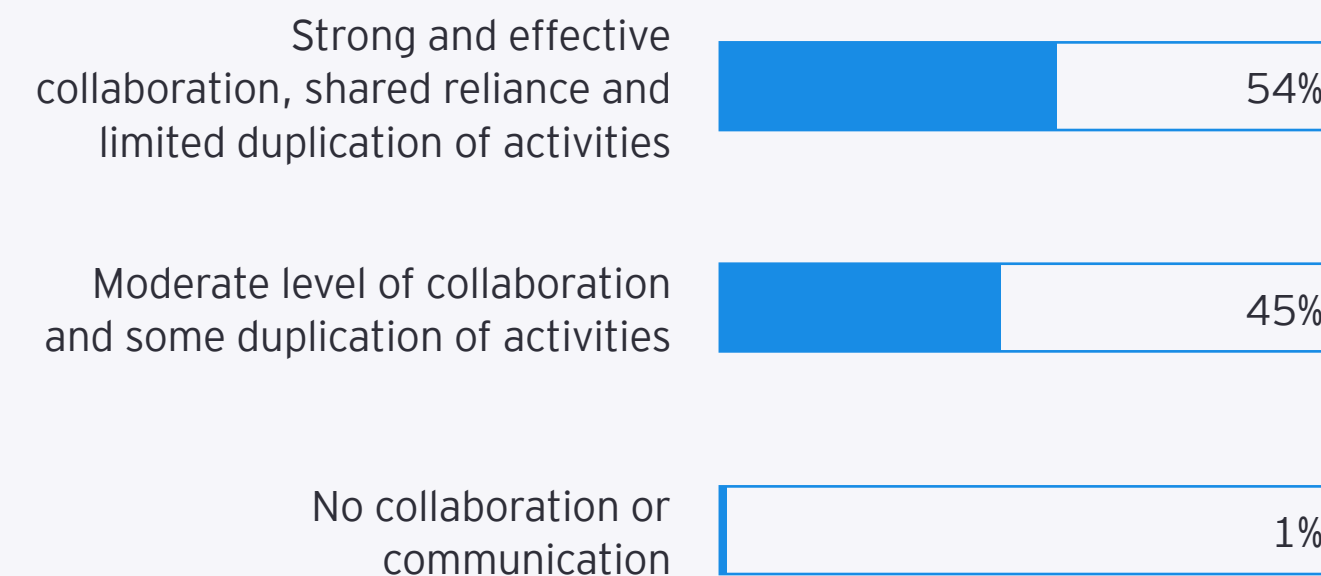 Strong and effective
collaboration, shared reliance and
limited duplication of activities
54%
Moderate level of collaboration
and some duplication of activities
45%
No collaboration or
communication
1%